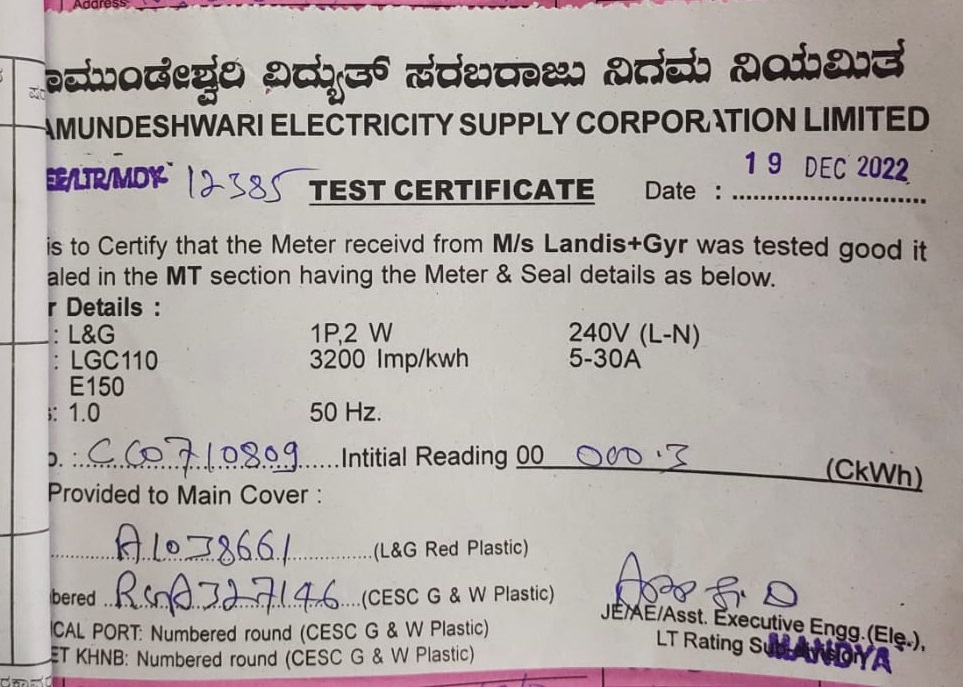 Address
ಾಮುಂಡೇಶ್ವರಿ ವಿದ್ಯುತ್ ಸರಬರಾಜು ನಿಗಮ ನಿಯಮಿತ
AMUNDESHWARI ELECTRICITY SUPPLY CORPORATION LIMITED
EE/LTR/MDY 12385 TEST CERTIFICATE Date : 19 DEC 2022
is to Certify that the Meter receivd from M/s Landis+Gyr was tested good it
aled in the MT section having the Meter & Seal details as below.
r Details :
: L&G 1P,2 W 240V (L-N)
: LGC110 3200 Imp/kwh 5-30A
E150
s: 1.0 50 Hz.
o. : CC0710809 Intitial Reading 00 000.3 (CkWh)
Provided to Main Cover :
A1038661 (L&G Red Plastic)
bered 327146 (CESC G & W Plastic)
ICAL PORT: Numbered round (CESC G & W Plastic)
ET KHNB: Numbered round (CESC G & W Plastic)
JE/AE/Asst. Executive Engg.(Ele.),
LT Rating Sub-division
MANDYA